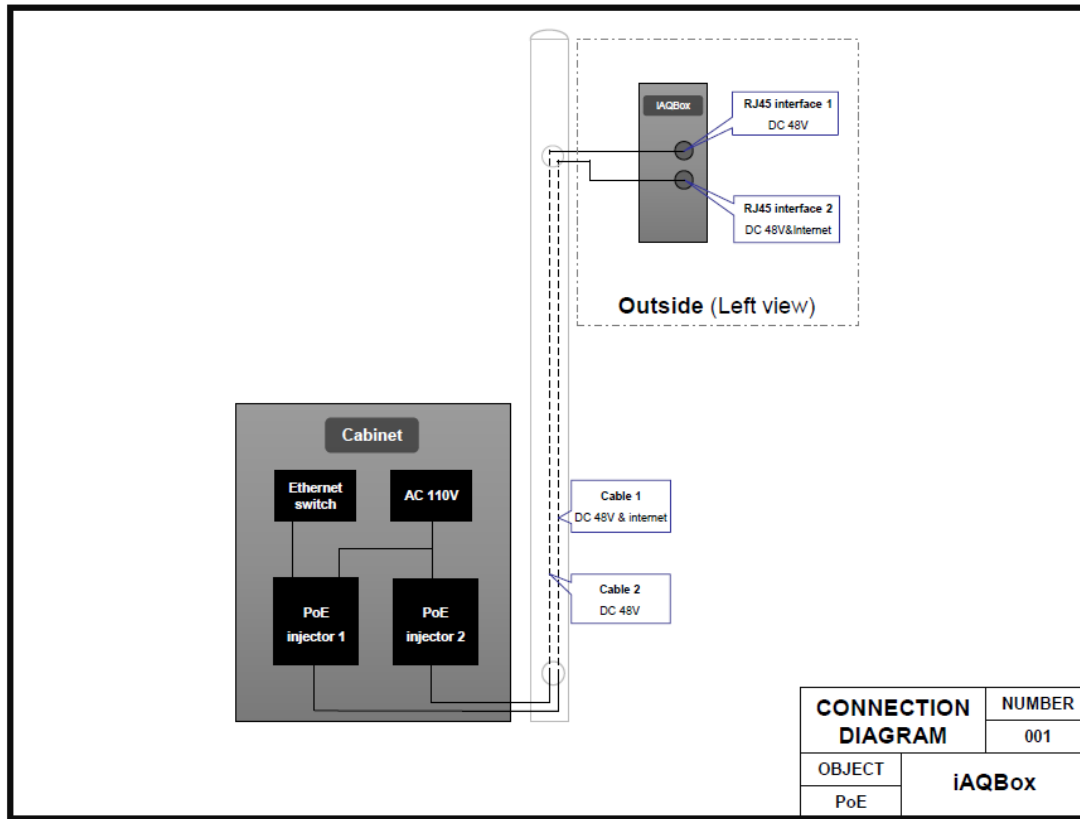 IAQBox
RJ45 interface 1
DC 48V
RJ45 interface 2
DC 48V&Internet
Outside (Left view)
Cabinet
Ethernet
switch
AC 110V
PoE
injector 1
PoE
injector 2
Cable 1
DC 48V & internet
Cable 2
DC 48V
CONNECTION
DIAGRAM
NUMBER
001
OBJECT
PoE
iAQBox